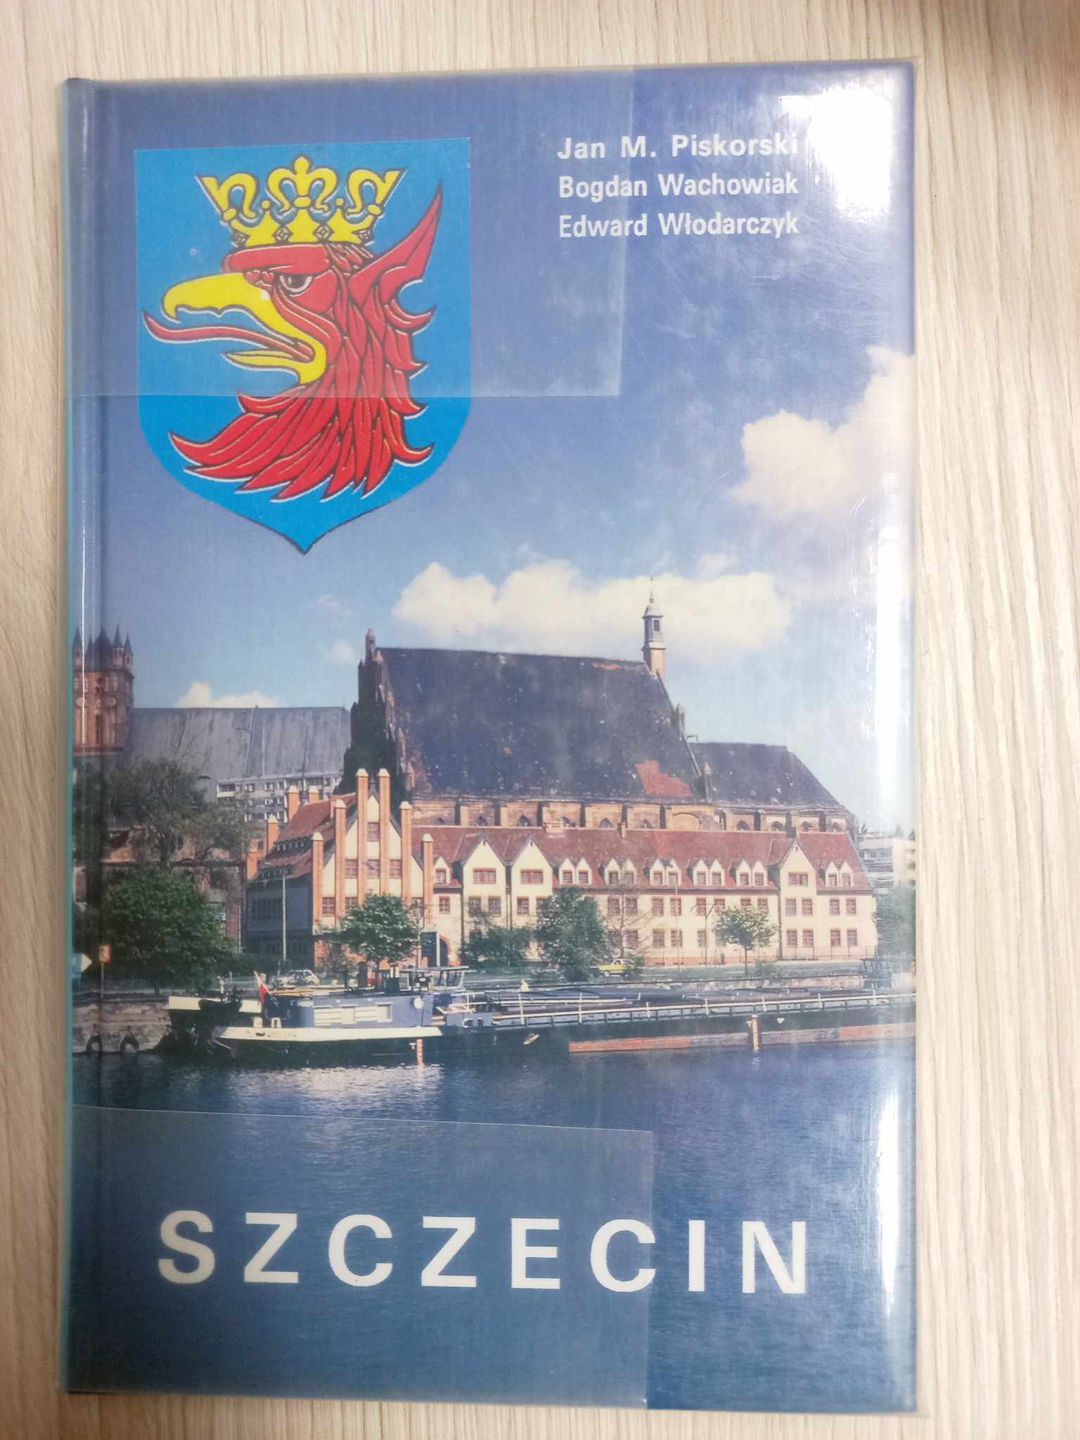 Jan M. Piskorski
Bogdan Wachowiak
Edward Włodarczyk
SZCZECIN